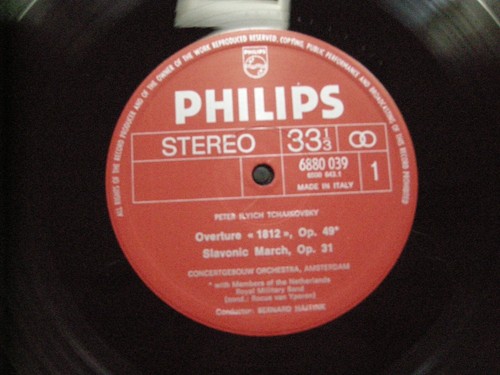 ALL RIGHTS OF THE RECORD PRODUCER AND OF THE OWNER OF THE WORK REPRODUCED RESERVED. COPYING, PUBLIC PERFORMANCE AND BROADCASTING OF THIS RECORD PROHIBITED
PHILIPS
PHILIPS
STEREO 33 1/3
6880 039 1
6500 643.1
MADE IN ITALY
PETER ILYICH TCHAIKOVSKY
Overture « 1812 », Op. 49*
Slavonic March, Op. 31
CONCERTGEBOUW ORCHESTRA, AMSTERDAM
* with Members of the Netherlands
Royal Military Band
(cond.: Rocus van Yperen)
Conductor: BERNARD HAITINK